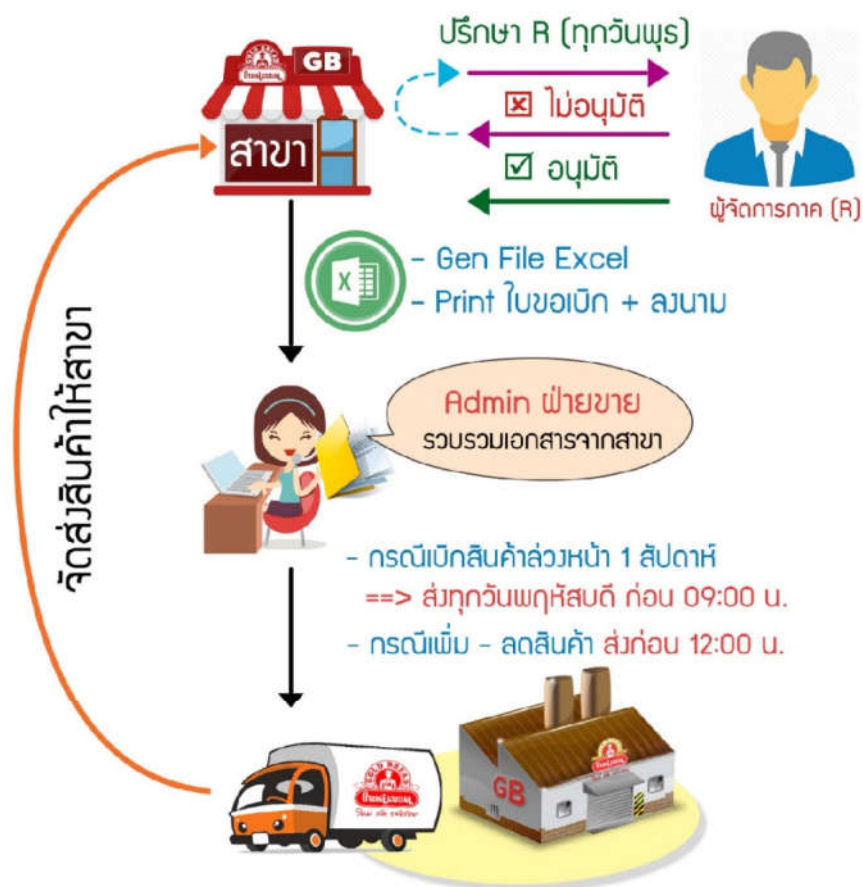 ปรึกษา R (ทุกวันพุธ)
GOLD BREAD
GB
ไม่อนุมัติ
สาขา
อนุมัติ
ผู้จัดการภาค (R)
- Gen File Excel
- Print ใบขอเบิก + ลงนาม
X
Admin ฝ่ายขาย
รวบรวมเอกสารจากสาขา
จัดส่งสินค้าให้สาขา
- กรณีเบิกสินค้าล่วงหน้า 1 สัปดาห์
==> ส่งทุกวันพฤหัสบดี ก่อน 09:00 น.
- กรณีเพิ่ม - ลดสินค้า ส่งก่อน 12:00 น.
GOLD BREAD
GB